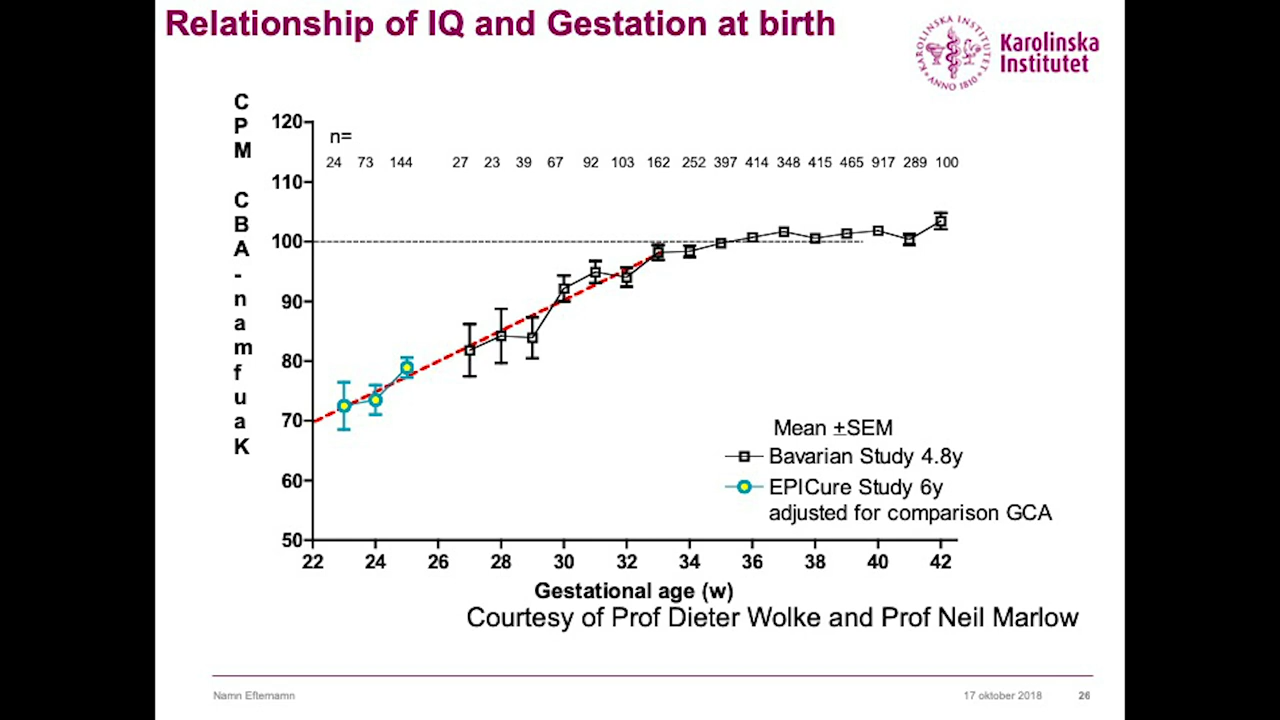 Relationship of IQ and Gestation at birth
Karolinska
Institutet
KAROLINSKA INSTITUTET
ANNO 1810
C
P
M
C
B
A
-
n
a
m
f
u
a
K
120
n=
24 73 144 27 23 39 67 92 103 162 252 397 414 348 415 465 917 289 100
110
100
90
80
70
60
50
Mean ±SEM
Bavarian Study 4.8y
EPICure Study 6y
adjusted for comparison GCA
22 24 26 28 30 32 34 36 38 40 42
Gestational age (w)
Courtesy of Prof Dieter Wolke and Prof Neil Marlow
Namn Efternamn 17 oktober 2018 26